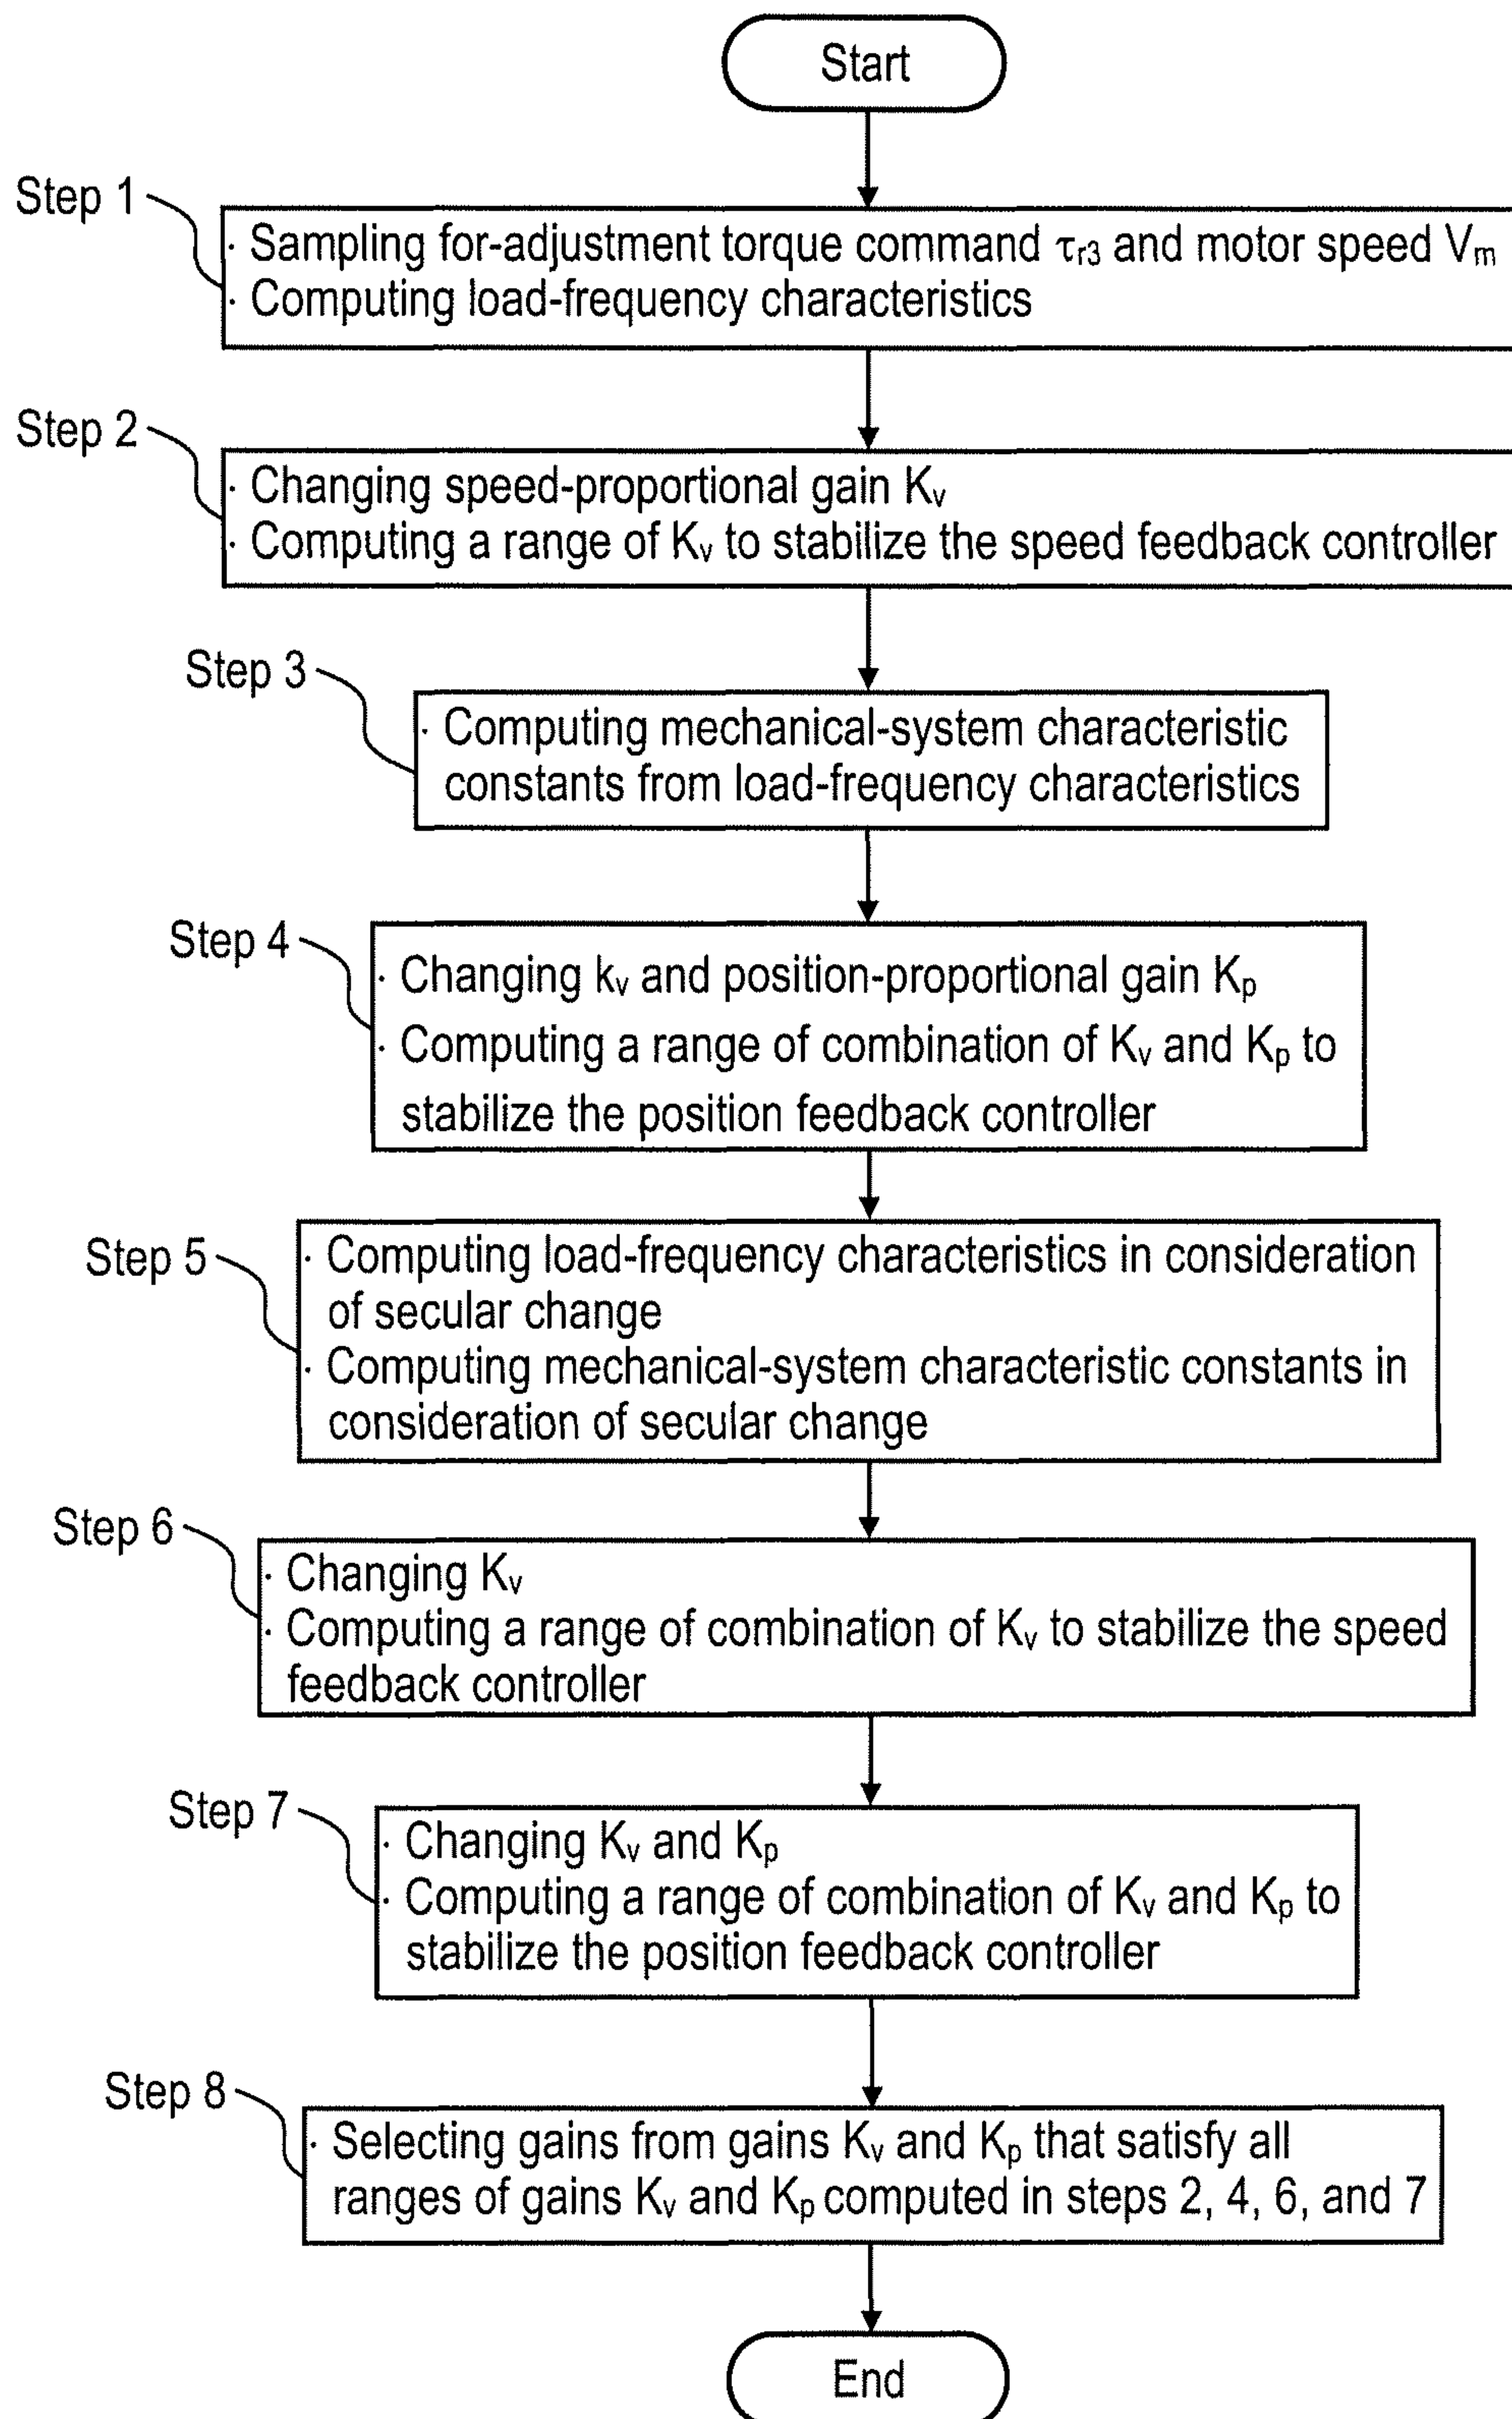 Start
Step 1
· Sampling for-adjustment torque command τr3 and motor speed Vm
· Computing load-frequency characteristics
Step 2
· Changing speed-proportional gain Kv
· Computing a range of Kv to stabilize the speed feedback controller
Step 3
· Computing mechanical-system characteristic
constants from load-frequency characteristics
Step 4
· Changing kv and position-proportional gain Kp
· Computing a range of combination of Kv and Kp to
stabilize the position feedback controller
Step 5
· Computing load-frequency characteristics in consideration
of secular change
· Computing mechanical-system characteristic constants in
consideration of secular change
Step 6
· Changing Kv
· Computing a range of combination of Kv to stabilize the speed
feedback controller
Step 7
· Changing Kv and Kp
· Computing a range of combination of Kv and Kp to
stabilize the position feedback controller
Step 8
· Selecting gains from gains Kv and Kp that satisfy all
ranges of gains Kv and Kp computed in steps 2, 4, 6, and 7
End